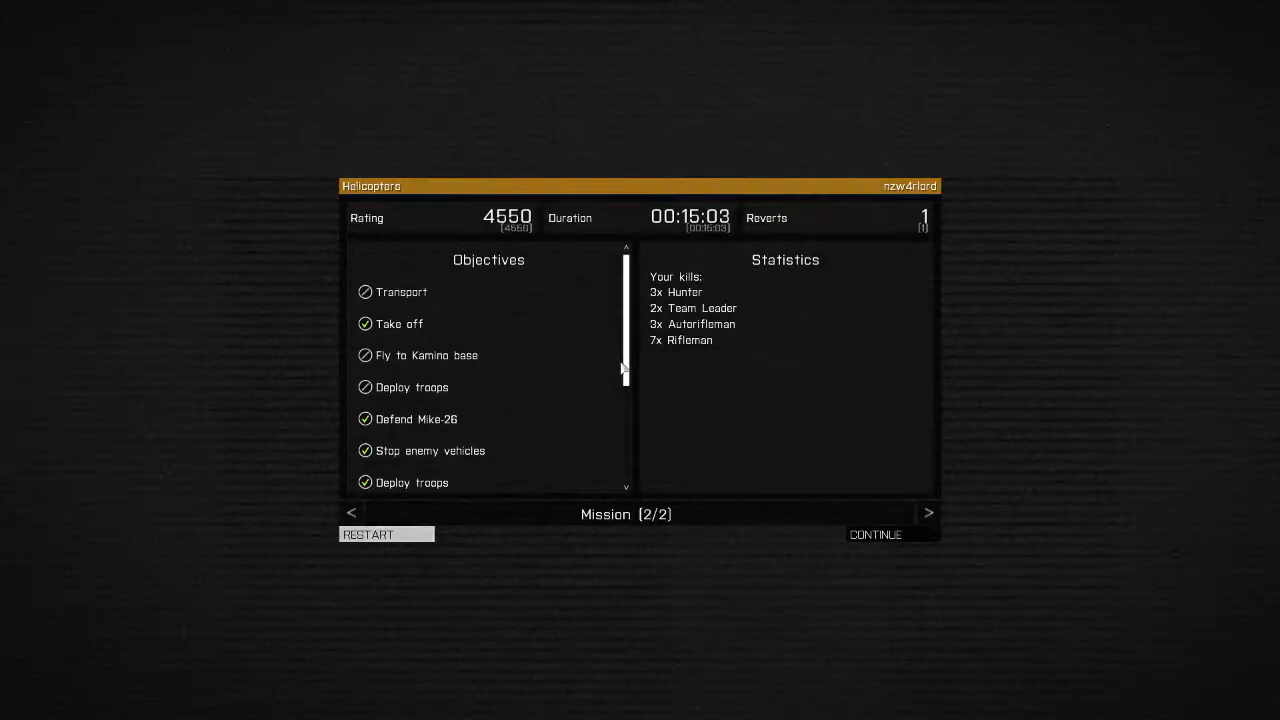 Helicopters nzw4rlord
Rating 4550 Duration 00:15:03 Reverts 1
[4550] [00:15:03] [1]
Objectives
Transport
Take off
Fly to Kamino base
Deploy troops
Defend Mike-26
Stop enemy vehicles
Deploy troops
Statistics
Your kills:
3x Hunter
2x Team Leader
3x Autorifleman
7x Rifleman
< Mission [2/2] >
RESTART CONTINUE